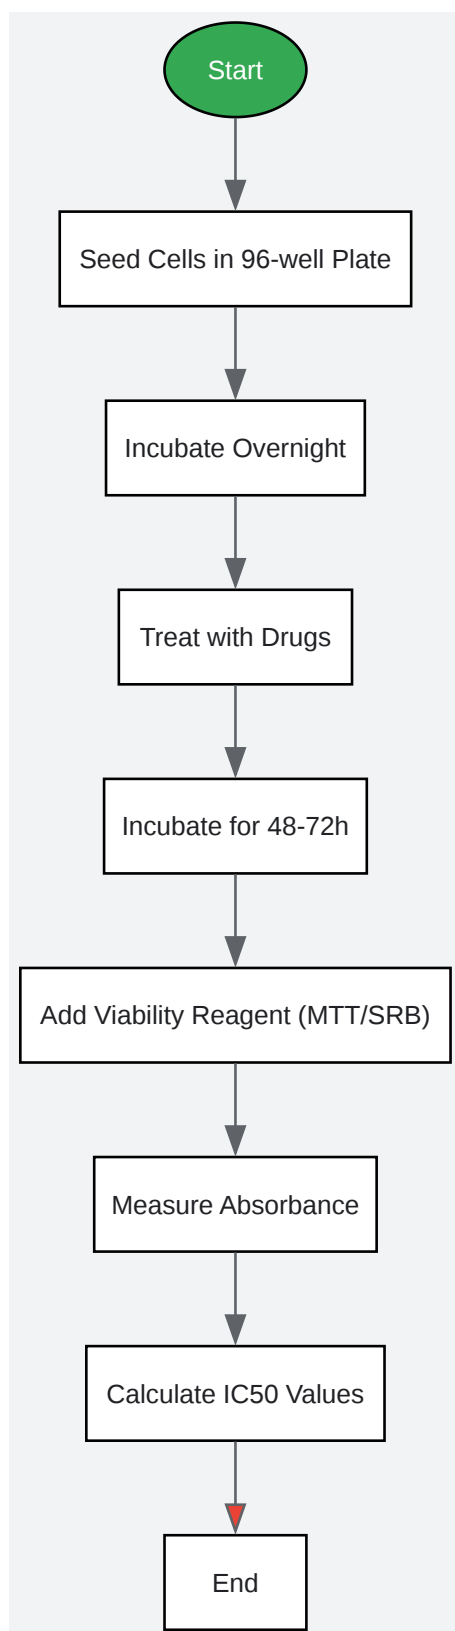 Start
Seed Cells in 96-well Plate
Incubate Overnight
Treat with Drugs
Incubate for 48-72h
Add Viability Reagent (MTT/SRB)
Measure Absorbance
Calculate IC50 Values
End